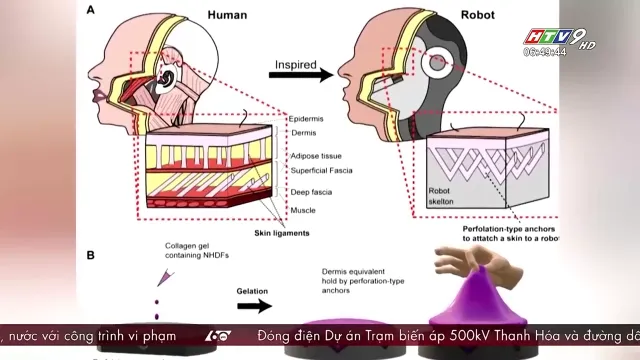 A
Human
Robot
HTV9 HD
06:49:44
Inspired
Epidermis
Dermis
Adipose tissue
Superficial Fascia
Deep fascia
Muscle
Skin ligaments
Robot
skelton
Perfolation-type anchors
to attatch a skin to a robo
B
Collagen gel
containing NHDFs
Gelation
Dermis equivalent
hold by perforation-type
anchors
, nước với công trình vi phạm
60
Đóng điện Dự án Trạm biến áp 500kV Thanh Hóa và đường dâ